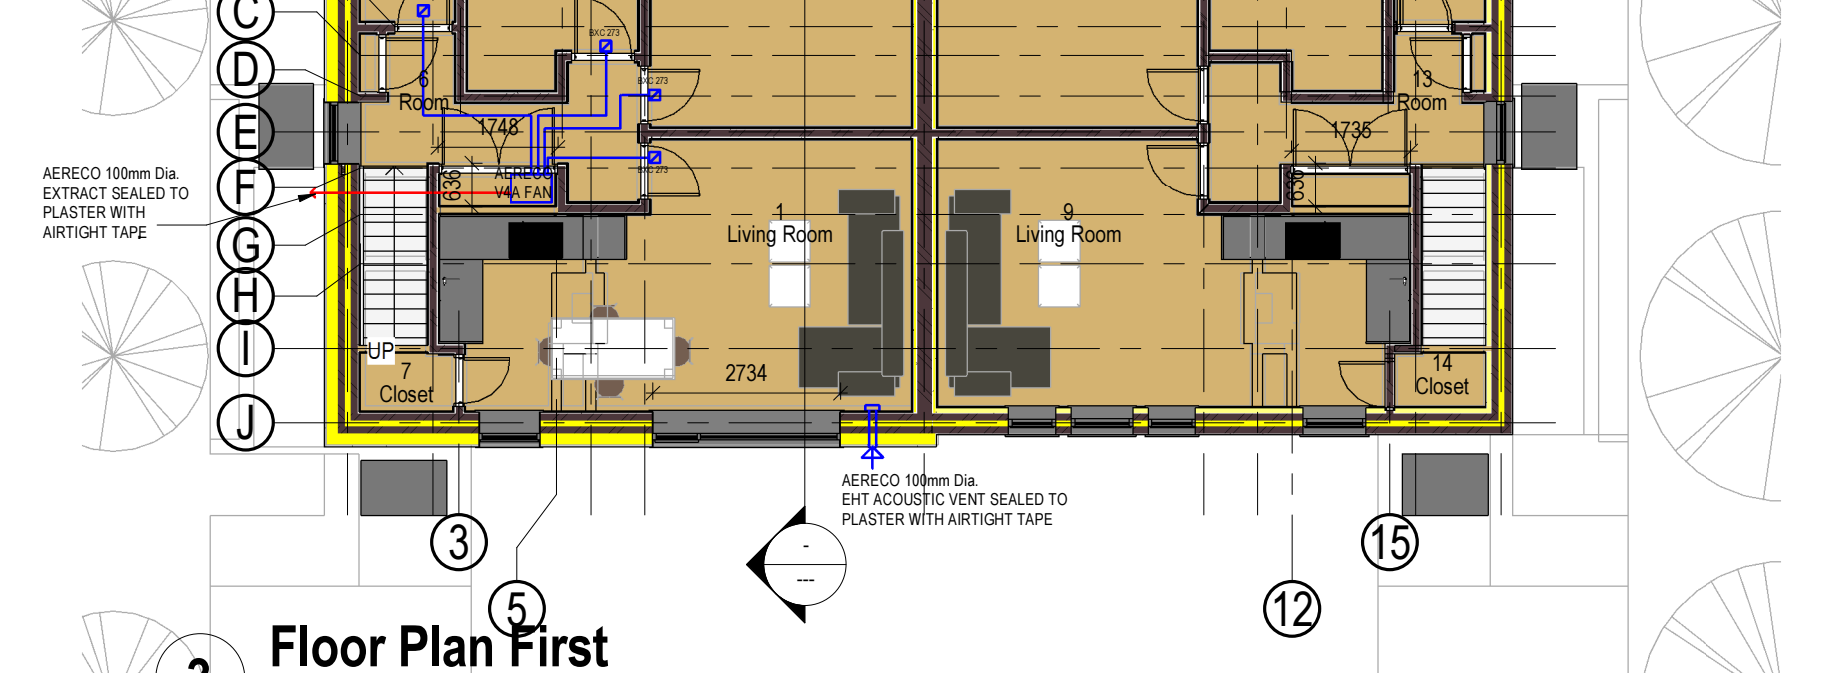 C
D
E
F
G
H
I
J
BXC 273
BXC 273
BXC 273
6
Room
13
Room
1748
1735
AERECO 100mm Dia.
EXTRACT SEALED TO
PLASTER WITH
AIRTIGHT TAPE
636
AERECO
V4A FAN
636
1
Living Room
9
Living Room
UP
7
Closet
2734
14
Closet
AERECO 100mm Dia.
EHT ACOUSTIC VENT SEALED TO
PLASTER WITH AIRTIGHT TAPE
3
15
-
---
5
12
Floor Plan First